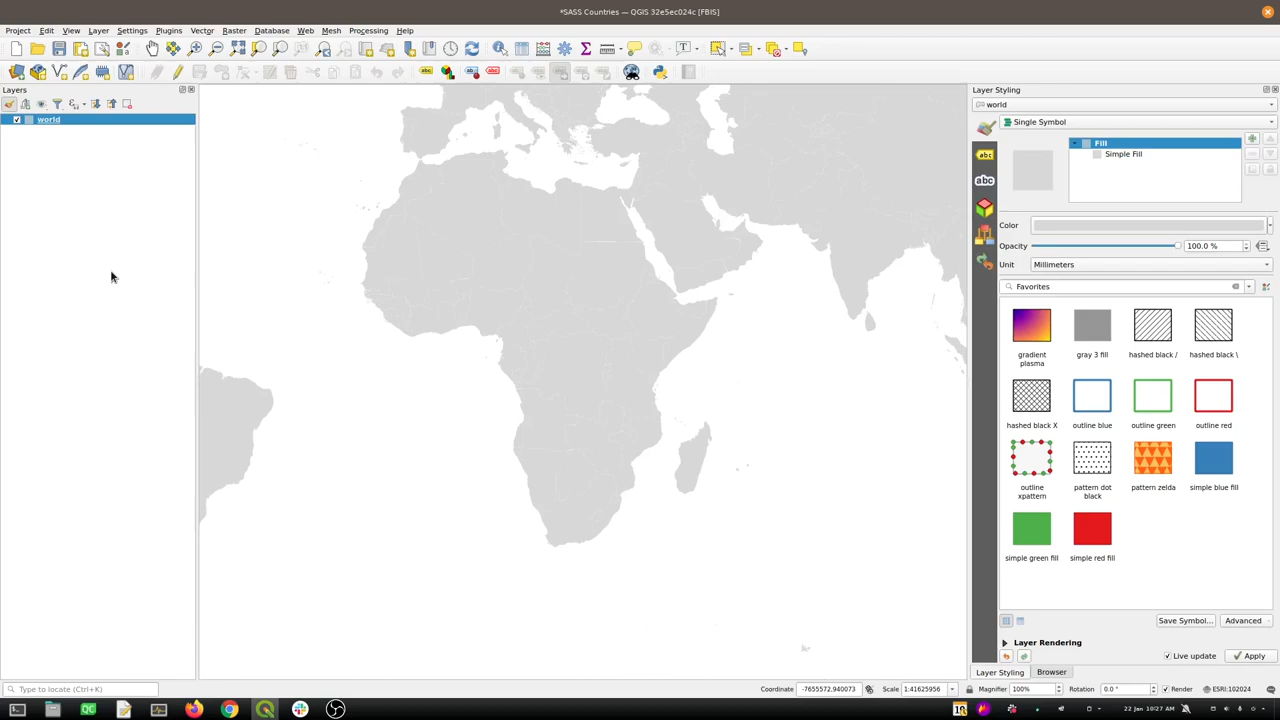 *SASS Countries — QGIS 32e5ec024c [FBIS]
Project Edit View Layer Settings Plugins Vector Raster Database Web Mesh Processing Help
Layers
world
Layer Styling
world
Single Symbol
Fill
Simple Fill
Color
Opacity 100.0 %
Unit Millimeters
Favorites
gradient plasma
gray 3 fill
hashed black /
hashed black \
hashed black X
outline blue
outline green
outline red
outline xpattern
pattern dot black
pattern zelda
simple blue fill
simple green fill
simple red fill
Save Symbol... Advanced
Layer Rendering
Live update Apply
Layer Styling Browser
Type to locate (Ctrl+K) Coordinate -7655572,940073 Scale 1:41625956 Magnifier 100% Rotation 0.0 ° Render ESRI:102024
22 Jan 10:27 AM